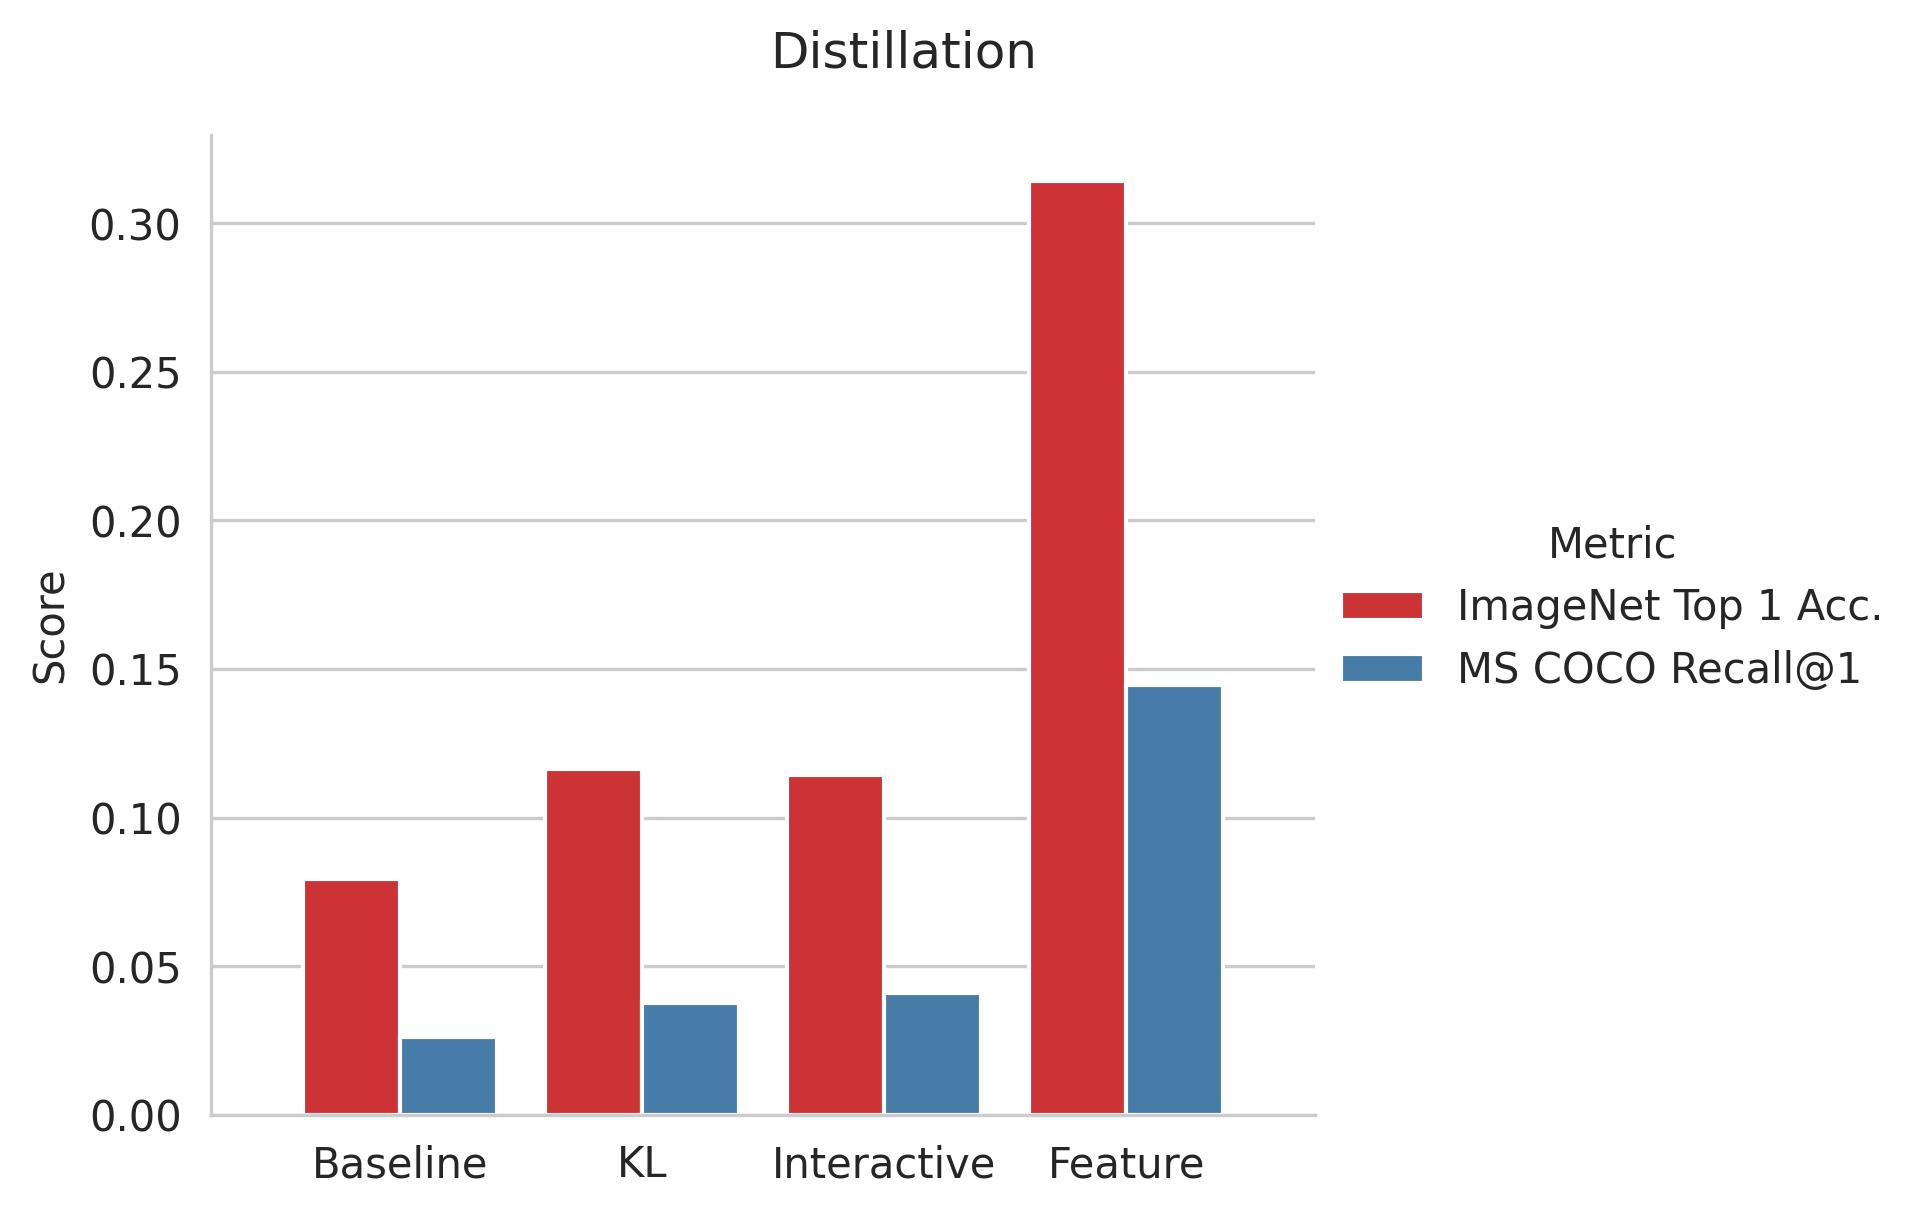 Distillation
Score
0.30
0.25
0.20
0.15
0.10
0.05
0.00
Baseline
KL
Interactive
Feature
Metric
ImageNet Top 1 Acc.
MS COCO Recall@1